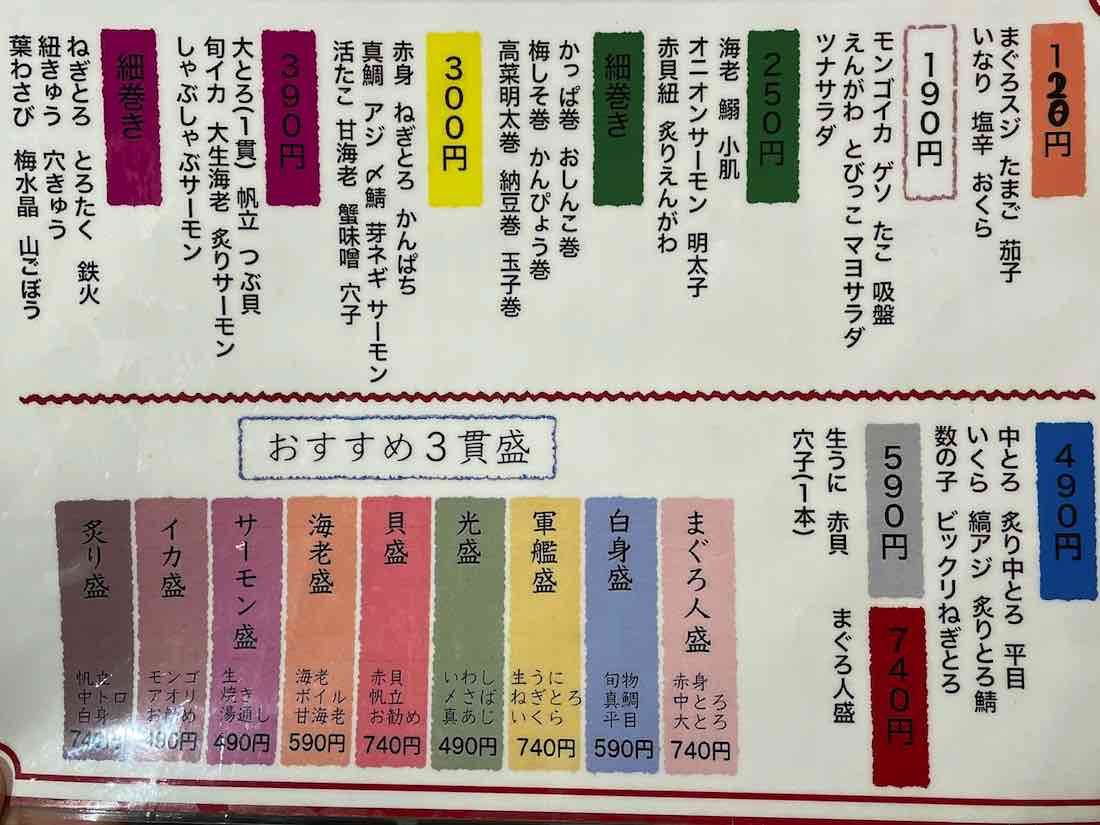 120円
まぐろスジ たまご 茄子
いなり 塩辛 おくら
190円
モンゴイカ ゲソ たこ 吸盤
えんがわ とびっこ マヨサラダ
ツナサラダ
250円
海老 鰯 小肌
オニオンサーモン 明太子
赤貝紐 炙りえんがわ
細巻き
かっぱ巻 おしんこ巻
梅しそ巻 かんぴょう巻
高菜明太巻 納豆巻 玉子巻
300円
赤身 ねぎとろ かんぱち
真鯛 アジ 〆鯖 芽ネギ サーモン
活たこ 甘海老 蟹味噌 穴子
390円
大とろ(1貫) 帆立 つぶ貝
旬イカ 大生海老 炙りサーモン
しゃぶしゃぶサーモン
細巻き
ねぎとろ とろたく 鉄火
紐きゅう 穴きゅう
葉わさび 梅水晶 山ごぼう
490円
中とろ 炙り中とろ 平目
いくら 縞アジ 炙りとろ鯖
数の子 ビックリねぎとろ
590円
生うに 赤貝
穴子(1本)
740円
まぐろ人盛
おすすめ3貫盛
まぐろ人盛
赤身
中とろ
大とろ
740円
白身盛
旬物
真鯛
平目
590円
軍艦盛
生うに
ねぎとろ
いくら
740円
光盛
いわし
〆さば
真あじ
490円
貝盛
赤貝
帆立
お勧め
740円
海老盛
海老
ボイル
甘海老
590円
サーモン盛
生
焼き
湯通し
490円
イカ盛
モンゴ
アオリ
お勧め
490円
炙り盛
帆立
中トロ
白身
740円